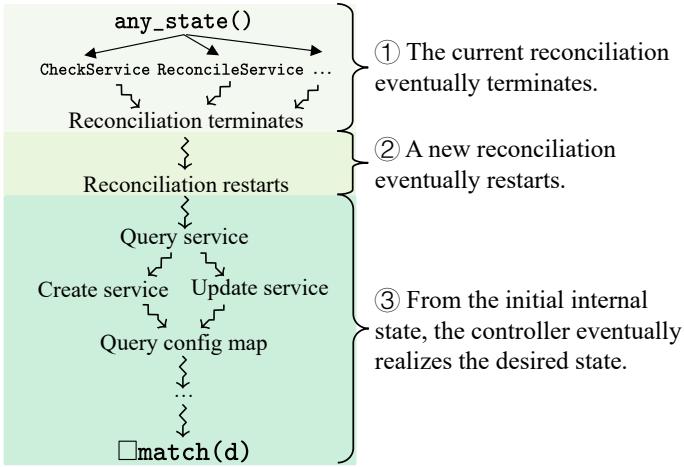 any_state()
CheckService ReconcileService ...
Reconciliation terminates
① The current reconciliation
eventually terminates.
Reconciliation restarts
② A new reconciliation
eventually restarts.
Query service
Create service Update service
Query config map
...
□match(d)
③ From the initial internal
state, the controller eventually
realizes the desired state.